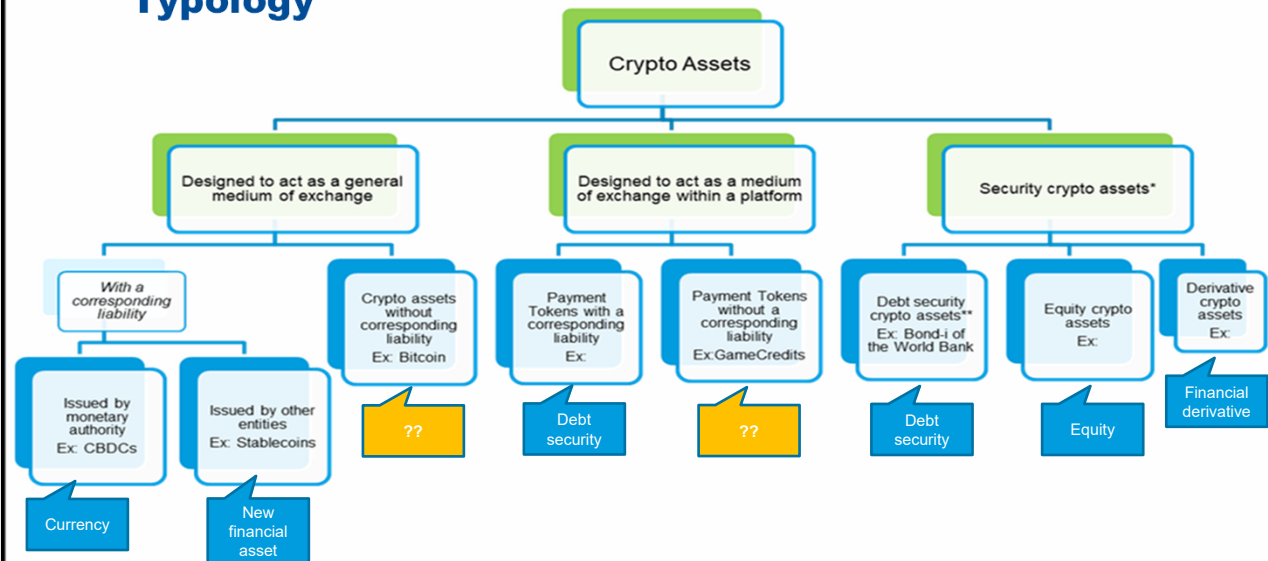 Typology
Crypto Assets
Designed to act as a general
medium of exchange
Designed to act as a medium
of exchange within a platform
Security crypto assets*
With a
corresponding
liability
Crypto assets
without
corresponding
liability
Ex: Bitcoin
Payment
Tokens with a
corresponding
liability
Ex:
Payment Tokens
without a
corresponding
liability
Ex:GameCredits
Debt security
crypto assets**
Ex: Bond-i of
the World Bank
Equity crypto
assets
Ex:
Derivative
crypto
assets
Ex:
Issued by
monetary
authority
Ex: CBDCs
Issued by other
entities
Ex: Stablecoins
??
Debt
security
??
Debt
security
Equity
Financial
derivative
Currency
New
financial
asset